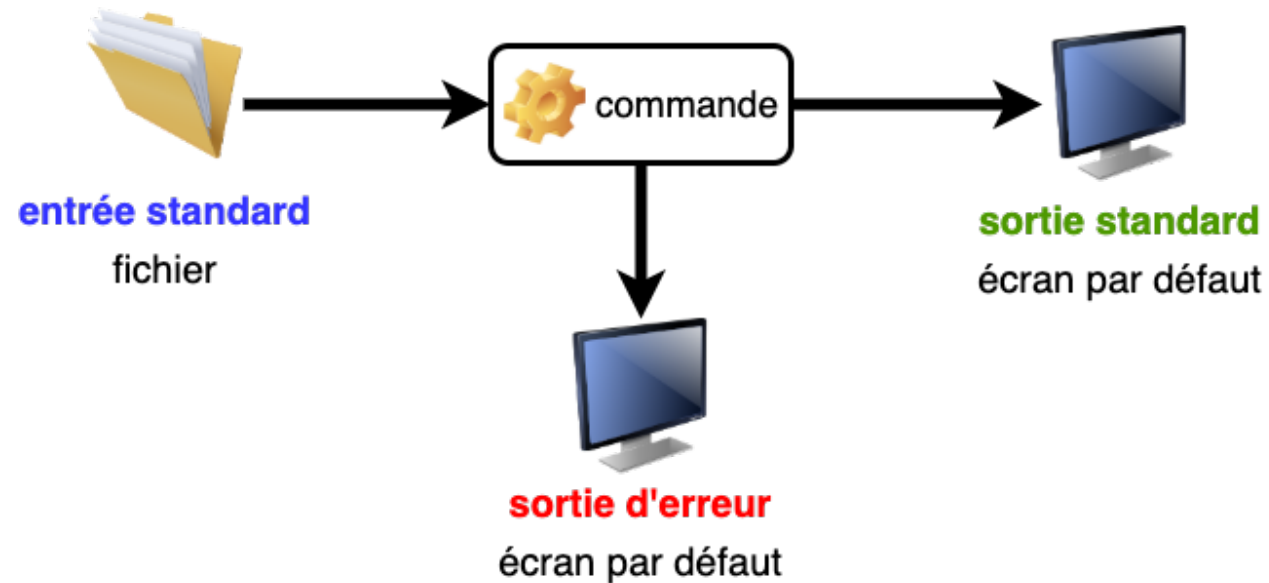 commande
entrée standard
fichier
sortie standard
écran par défaut
sortie d'erreur
écran par défaut